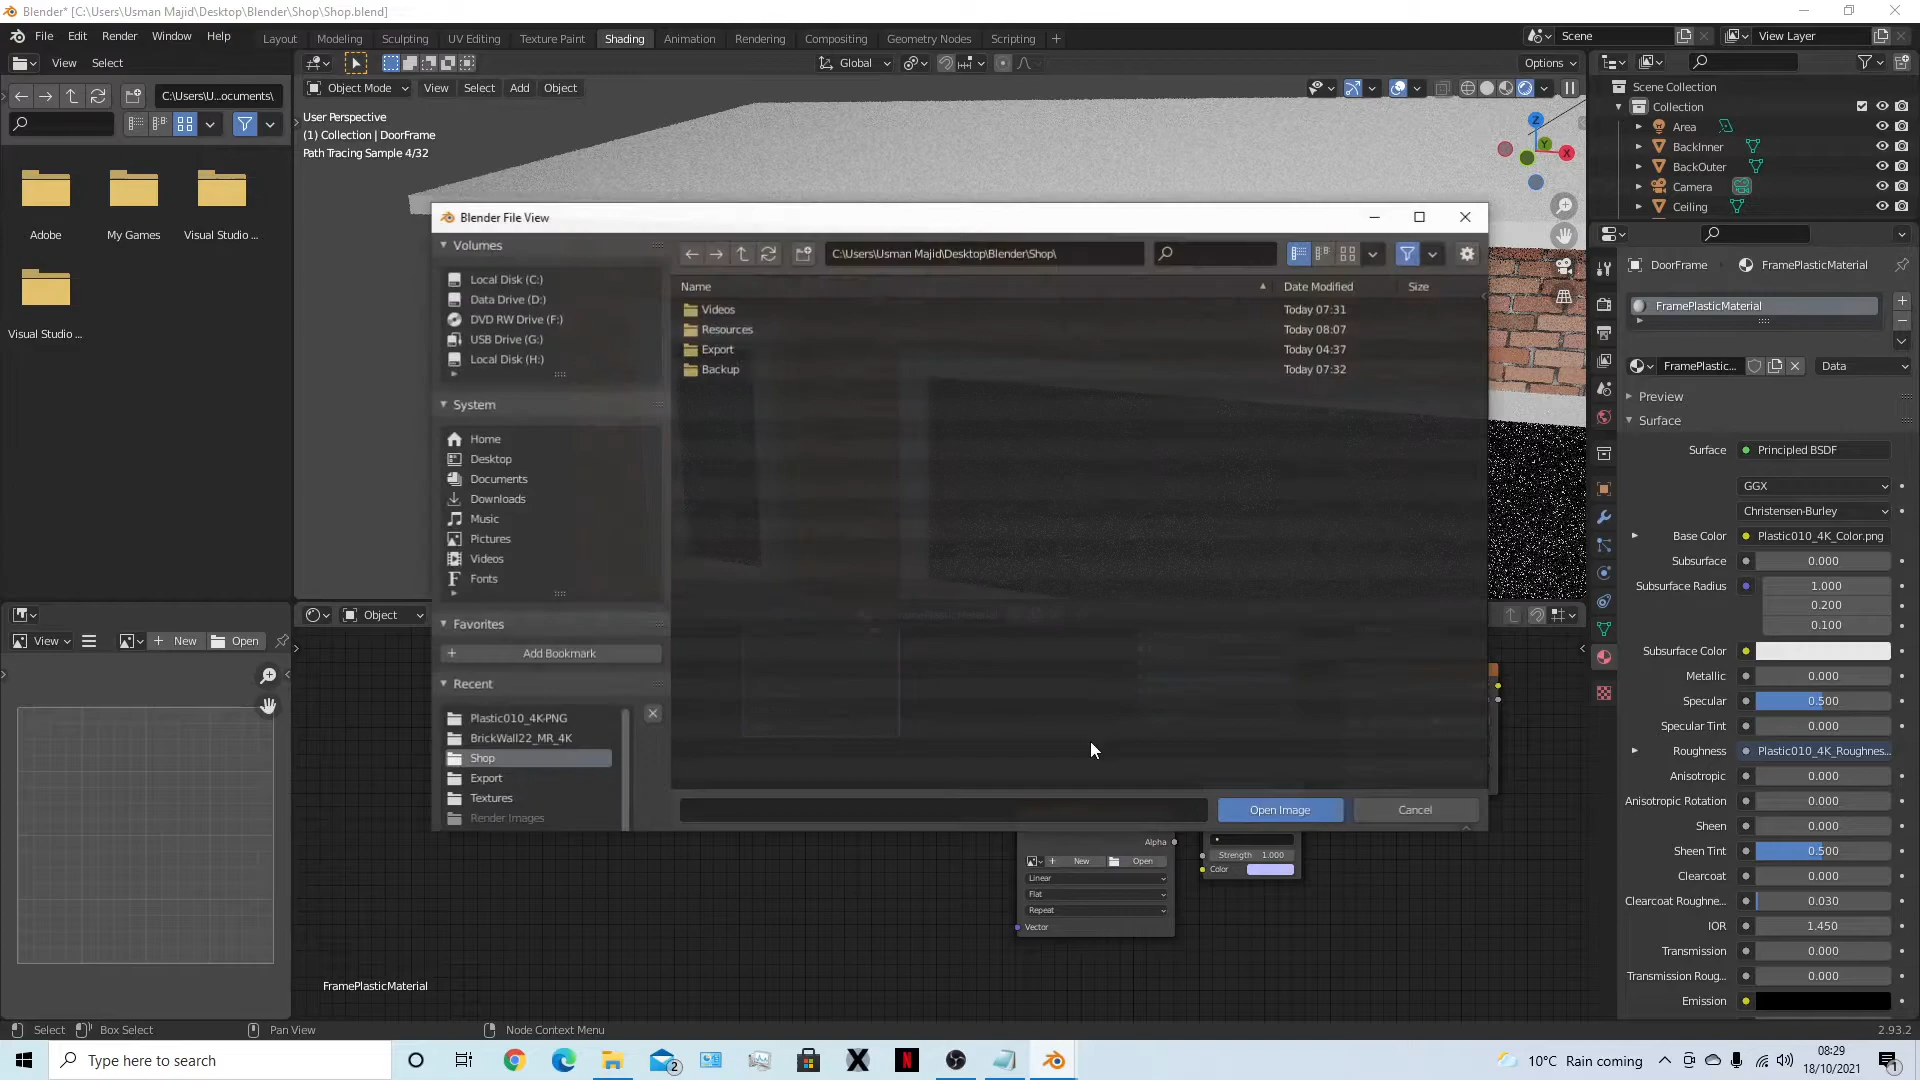 Blender* [C:\Users\Usman Majid\Desktop\Blender\Shop\Shop.blend]
File Edit Render Window Help
Layout Modeling Sculpting UV Editing Texture Paint Shading Animation Rendering Compositing Geometry Nodes Scripting +
Scene View Layer
View Select
Global
Options
C:\Users\U...ocuments\
Object Mode View Select Add Object
User Perspective
(1) Collection | DoorFrame
Path Tracing Sample 4/32
Z
Y
X
Adobe My Games Visual Studio ...
Visual Studio ...
Scene Collection
Collection
Area
BackInner
BackOuter
Camera
Ceiling
Blender File View
Volumes
Local Disk (C:)
Data Drive (D:)
DVD RW Drive (F:)
USB Drive (G:)
Local Disk (H:)
System
Home
Desktop
Documents
Downloads
Music
Pictures
Videos
Fonts
Favorites
Add Bookmark
Recent
Plastic010_4K-PNG
BrickWall22_MR_4K
Shop
Export
Textures
Render Images
C:\Users\Usman Majid\Desktop\Blender\Shop\
Name Date Modified Size
Videos Today 07:31
Resources Today 08:07
Export Today 04:37
Backup Today 07:32
Open Image Cancel
DoorFrame FramePlasticMaterial
FramePlasticMaterial
FramePlastic... Data
Preview
Surface
Surface Principled BSDF
GGX
Christensen-Burley
Base Color Plastic010_4K_Color.png
Subsurface 0.000
Subsurface Radius 1.000
0.200
0.100
Subsurface Color
Metallic 0.000
Specular 0.500
Specular Tint 0.000
Roughness Plastic010_4K_Roughnes...
Anisotropic 0.000
Anisotropic Rotation 0.000
Sheen 0.000
Sheen Tint 0.500
Clearcoat 0.000
Clearcoat Roughne... 0.030
IOR 1.450
Transmission 0.000
Transmission Roug... 0.000
Emission
View New Open
Object
Alpha
New Open
Linear
Flat
Repeat
Vector
Strength 1.000
Color
FramePlasticMaterial
Select Box Select Pan View Node Context Menu 2.93.2
Type here to search
2
10°C Rain coming
08:29
18/10/2021
1